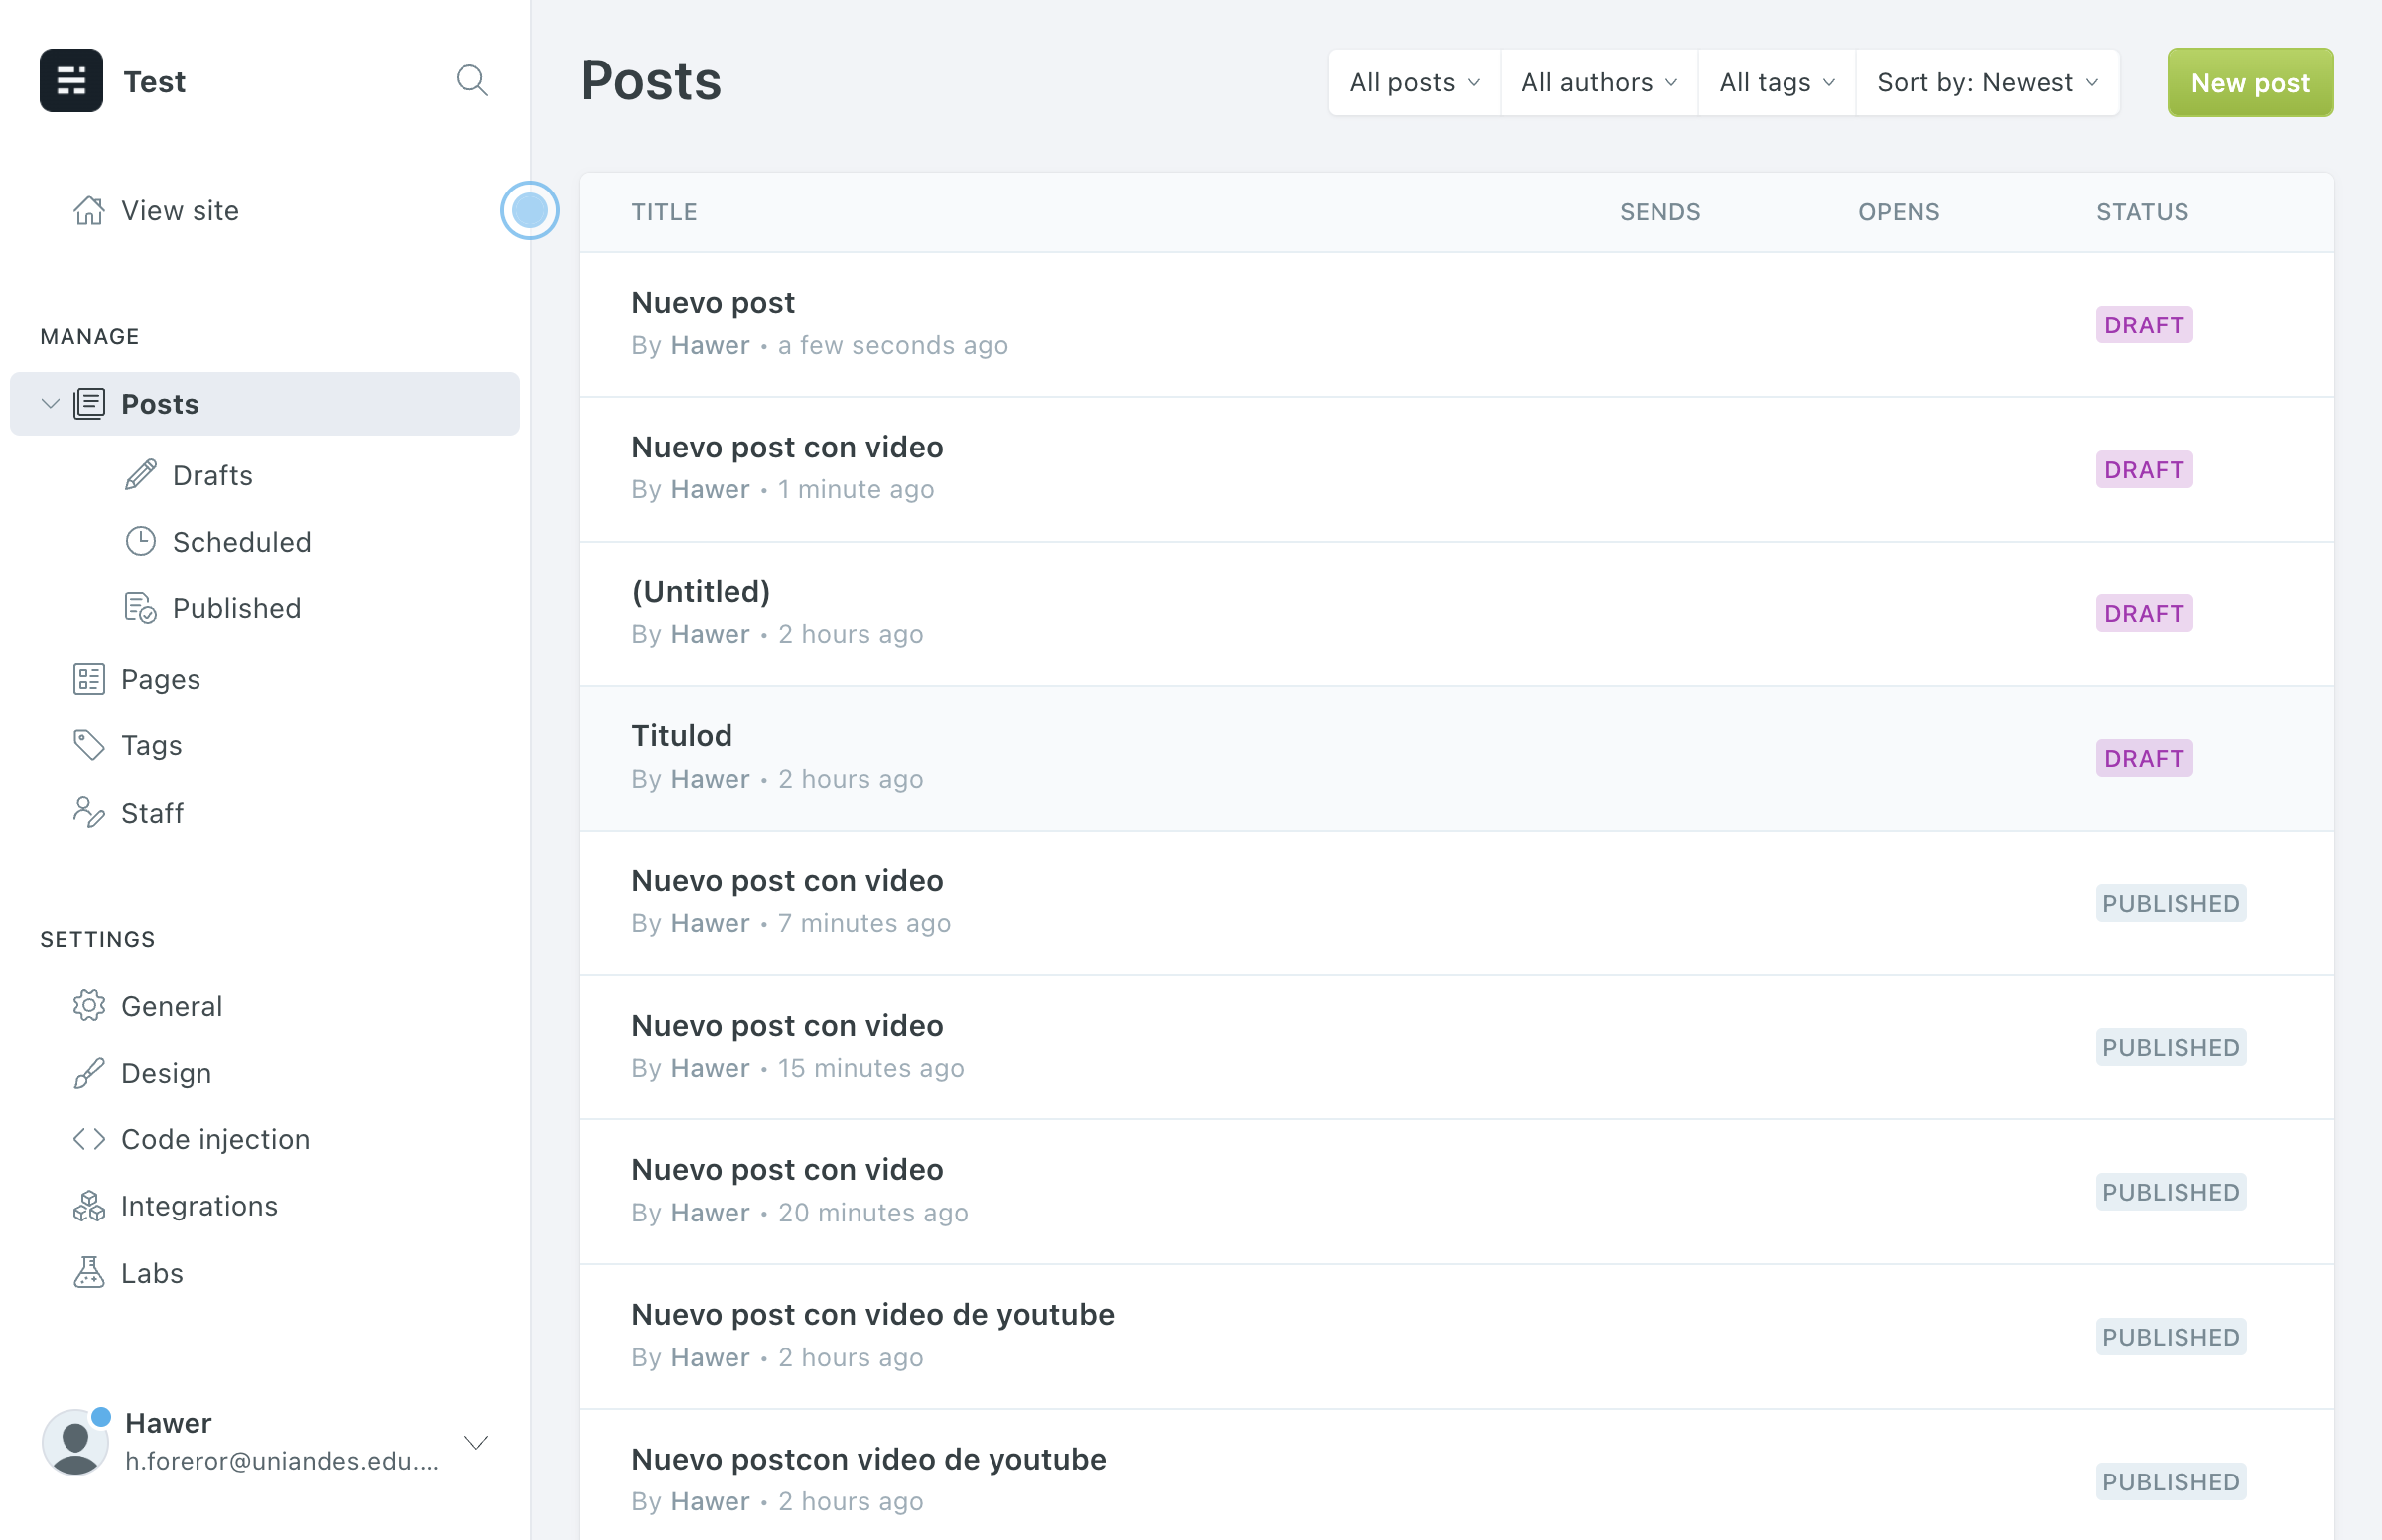 Test
View site
MANAGE
Posts
Drafts
Scheduled
Published
Pages
Tags
Staff
SETTINGS
General
Design
Code injection
Integrations
Labs
Hawer
h.foreror@uniandes.edu....
Posts
All posts
All authors
All tags
Sort by: Newest
New post
TITLE SENDS OPENS STATUS
Nuevo post
By Hawer • a few seconds ago
DRAFT
Nuevo post con video
By Hawer • 1 minute ago
DRAFT
(Untitled)
By Hawer • 2 hours ago
DRAFT
Titulod
By Hawer • 2 hours ago
DRAFT
Nuevo post con video
By Hawer • 7 minutes ago
PUBLISHED
Nuevo post con video
By Hawer • 15 minutes ago
PUBLISHED
Nuevo post con video
By Hawer • 20 minutes ago
PUBLISHED
Nuevo post con video de youtube
By Hawer • 2 hours ago
PUBLISHED
Nuevo postcon video de youtube
By Hawer • 2 hours ago
PUBLISHED